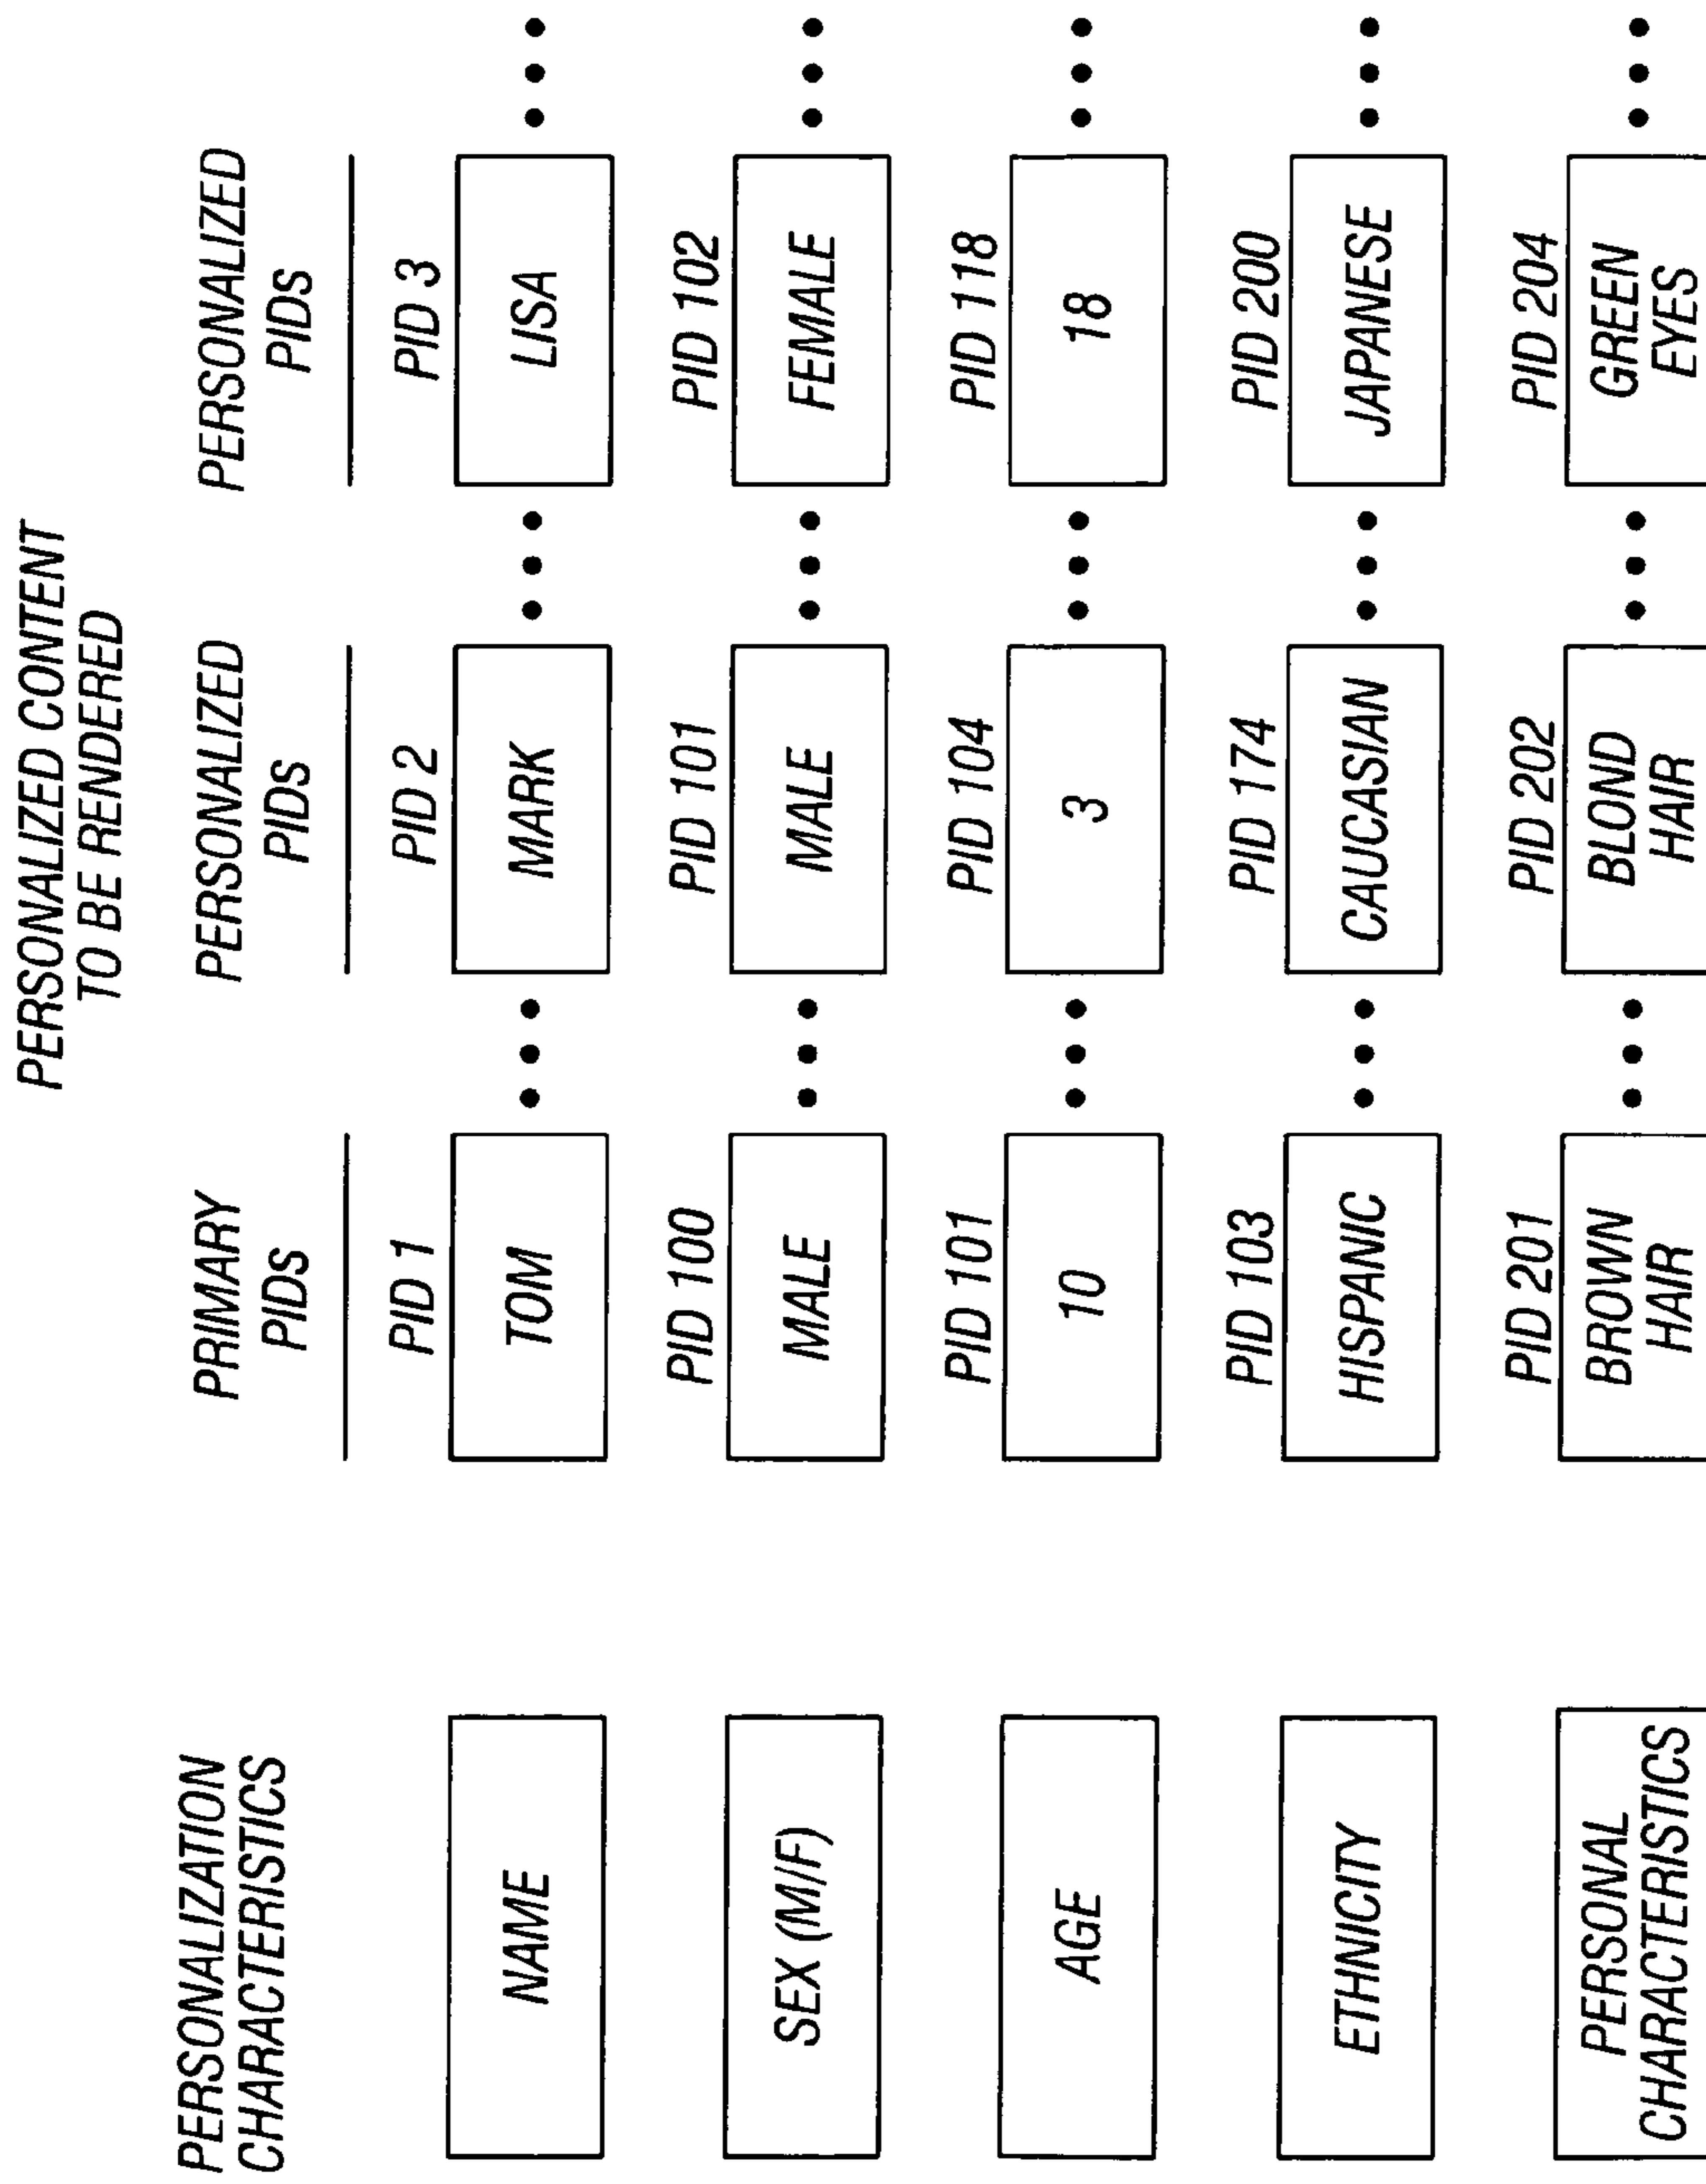 PERSONALIZED CONTENT
TO BE RENDERED
PERSONALIZATION
CHARACTERISTICS
PRIMARY
PIDs
PERSONALIZED
PIDs
PERSONALIZED
PIDs
NAME
PID 1
TOM
PID 2
MARK
PID 3
LISA
SEX (M/F)
PID 100
MALE
PID 101
MALE
PID 102
FEMALE
AGE
PID 101
10
PID 104
3
PID 118
18
ETHNICITY
PID 103
HISPANIC
PID 174
CAUCASIAN
PID 200
JAPANESE
PERSONAL
CHARACTERISTICS
PID 201
BROWN
HAIR
PID 202
BLOND
HAIR
PID 204
GREEN
EYES